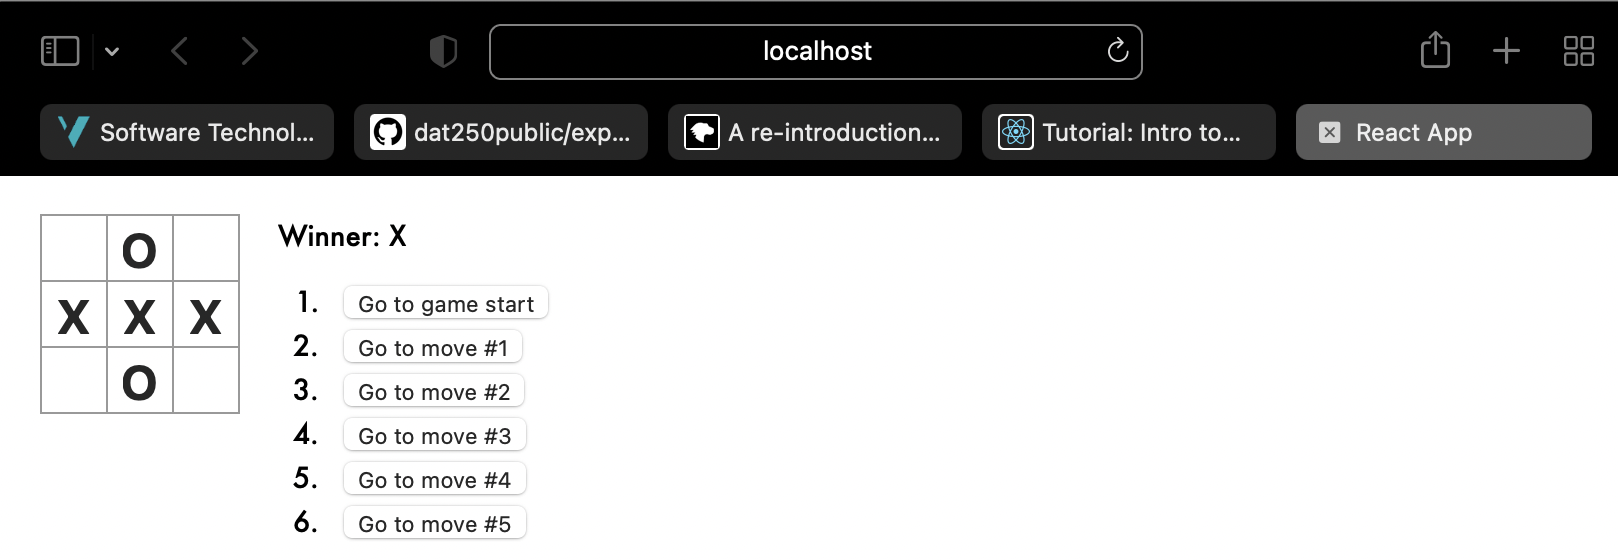 localhost
Software Technol...
dat250public/exp...
A re-introduction...
Tutorial: Intro to...
React App
O
X X X
O
Winner: X
1. Go to game start
2. Go to move #1
3. Go to move #2
4. Go to move #3
5. Go to move #4
6. Go to move #5